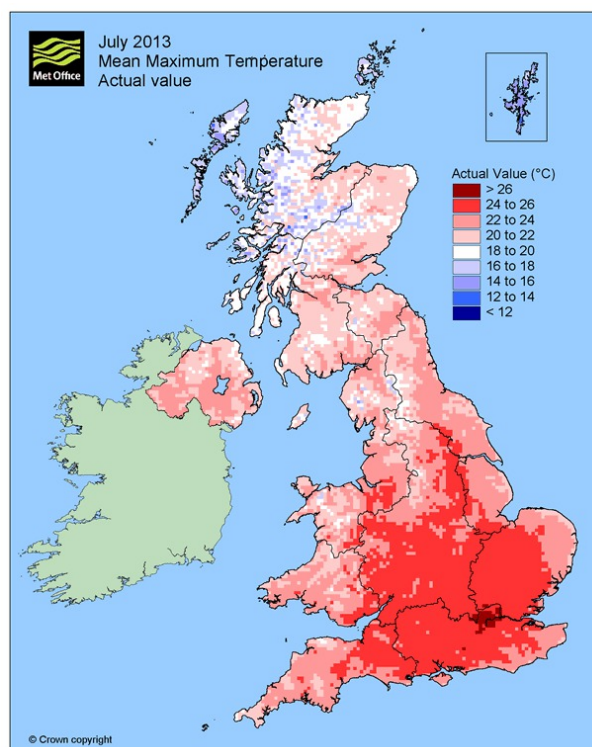 Met Office
July 2013
Mean Maximum Temperature
Actual value
Actual Value (°C)
> 26
24 to 26
22 to 24
20 to 22
18 to 20
16 to 18
14 to 16
12 to 14
< 12
© Crown copyright